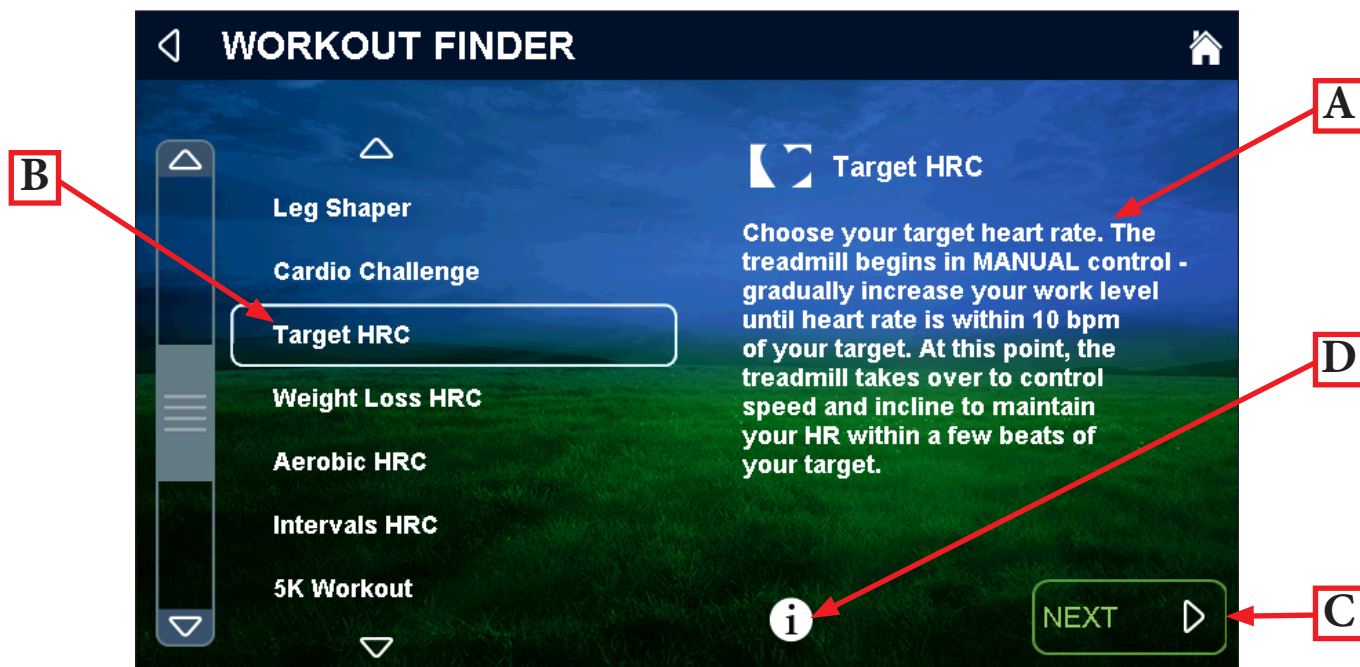 WORKOUT FINDER
A
B
Target HRC
Leg Shaper
Cardio Challenge
Target HRC
Weight Loss HRC
Aerobic HRC
Intervals HRC
5K Workout
Choose your target heart rate. The
treadmill begins in MANUAL control -
gradually increase your work level
until heart rate is within 10 bpm
of your target. At this point, the
treadmill takes over to control
speed and incline to maintain
your HR within a few beats of
your target.
D
i
NEXT
C